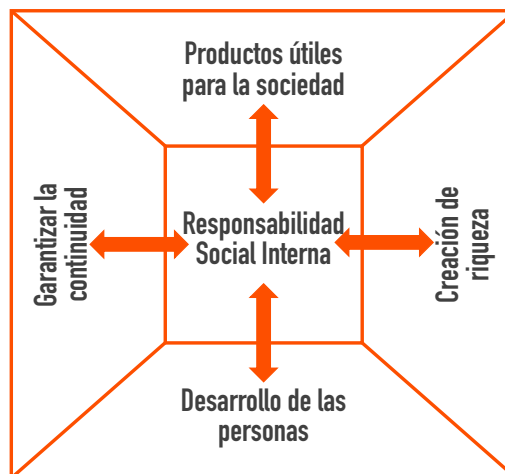 Productos útiles
para la sociedad
Garantizar la
continuidad
Responsabilidad
Social Interna
Creación de
riqueza
Desarrollo de las
personas